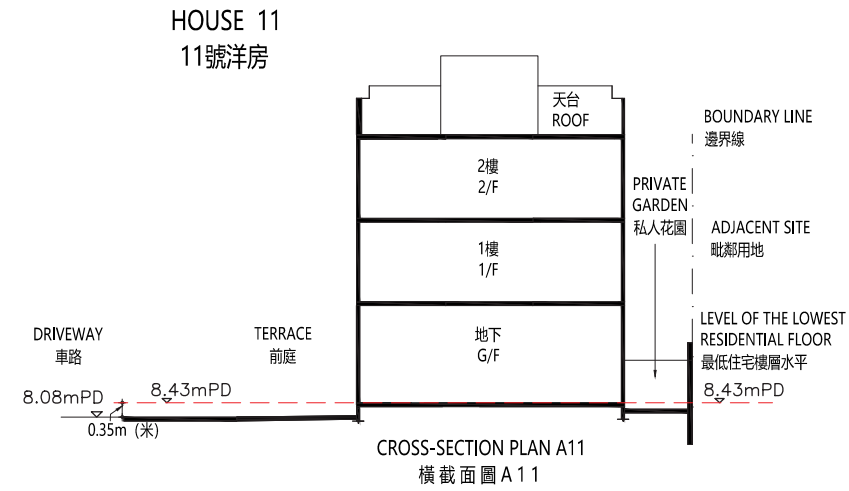 HOUSE 11
11號洋房
天台
ROOF
BOUNDARY LINE
邊界線
2樓
2/F
PRIVATE
GARDEN
私人花園
ADJACENT SITE
毗鄰用地
1樓
1/F
LEVEL OF THE LOWEST
RESIDENTIAL FLOOR
最低住宅樓層水平
DRIVEWAY
車路
TERRACE
前庭
地下
G/F
8.08mPD
8.43mPD
8.43mPD
0.35m (米)
CROSS-SECTION PLAN A11
橫截面圖A11